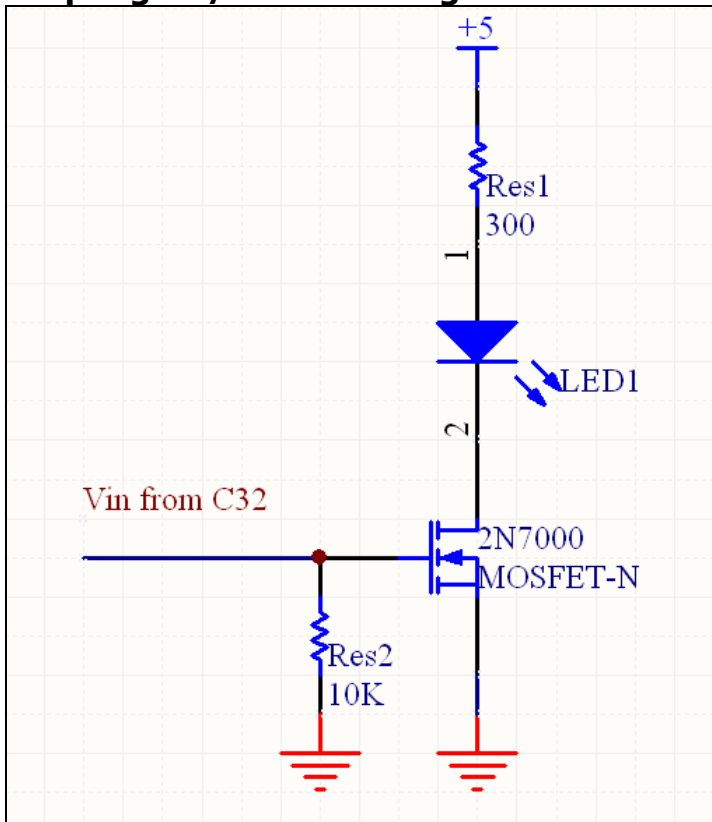 +5
Res1
300
1
LED1
2
Vin from C32
2N7000
MOSFET-N
Res2
10K